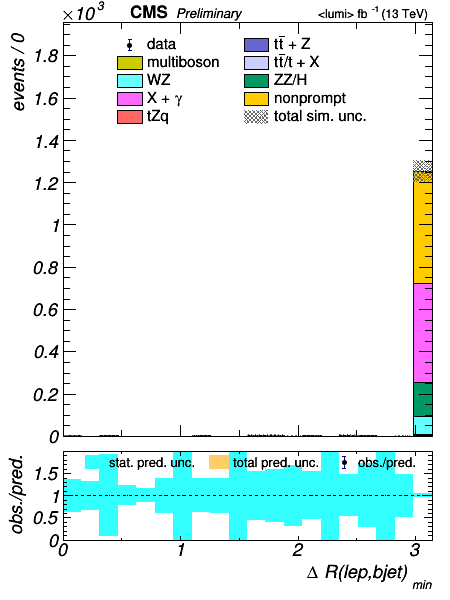 ×10³ CMS Preliminary <lumi> fb ⁻¹ (13 TeV)
events / 0
data
tt̄ + Z
multiboson
tt̄/t + X
WZ
ZZ/H
X + γ
nonprompt
tZq
total sim. unc.
1.8
1.6
1.4
1.2
1
0.8
0.6
0.4
0.2
0
obs./pred.
stat. pred. unc.
total pred. unc.
obs./pred.
1.5
1
0.5
0
0 1 2 3
Δ R(lep,bjet) min